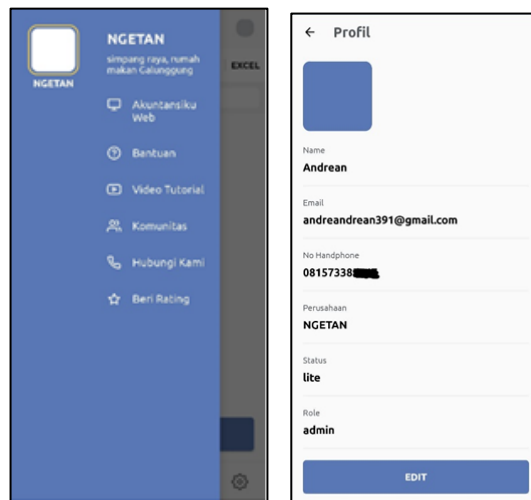 NGETAN
NGETAN
simpang raya, rumah
makan Galunggung
EXCEL
Akuntansiku
Web
Bantuan
Video Tutorial
Komunitas
Hubungi Kami
Beri Rating
Profil
Name
Andrean
Email
andreandrean391@gmail.com
No Handphone
08157338
Perusahaan
NGETAN
Status
lite
Role
admin
EDIT